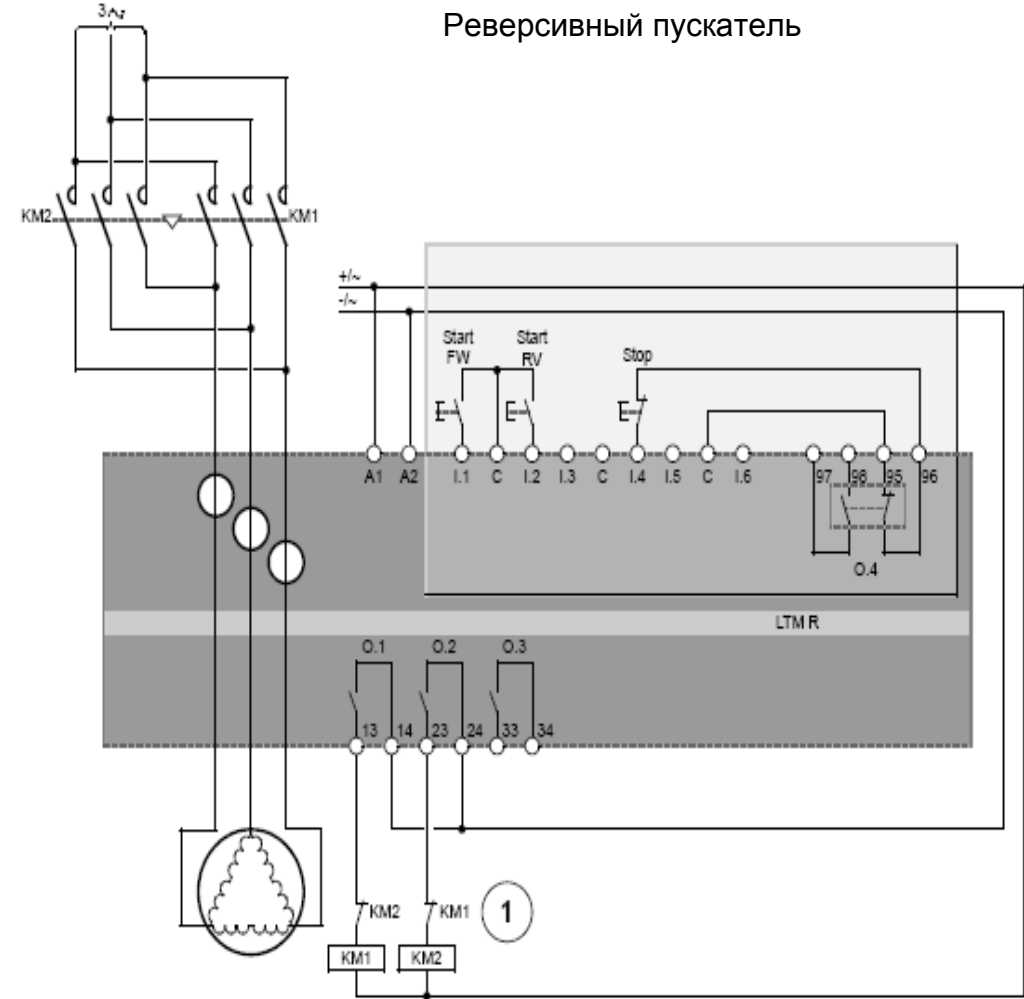 Реверсивный пускатель
3~
KM2
KM1
+/~
-/~
Start FW
Start RV
Stop
A1 A2 I.1 C I.2 I.3 C I.4 I.5 C I.6 97 98 95 96
O.4
LTM R
O.1 O.2 O.3
13 14 23 24 33 34
KM2 KM1 1
KM1 KM2